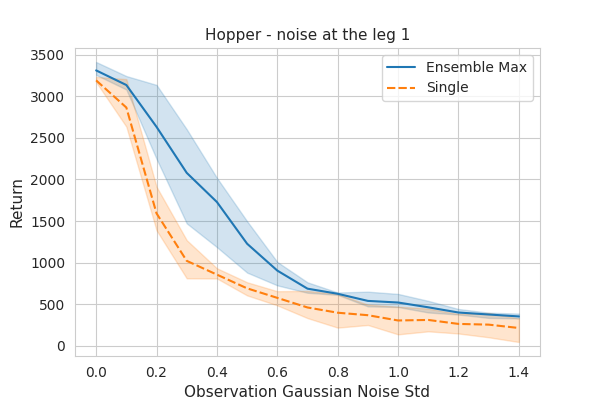 Hopper - noise at the leg 1
Ensemble Max
Single
Return
3500
3000
2500
2000
1500
1000
500
0
0.0 0.2 0.4 0.6 0.8 1.0 1.2 1.4
Observation Gaussian Noise Std